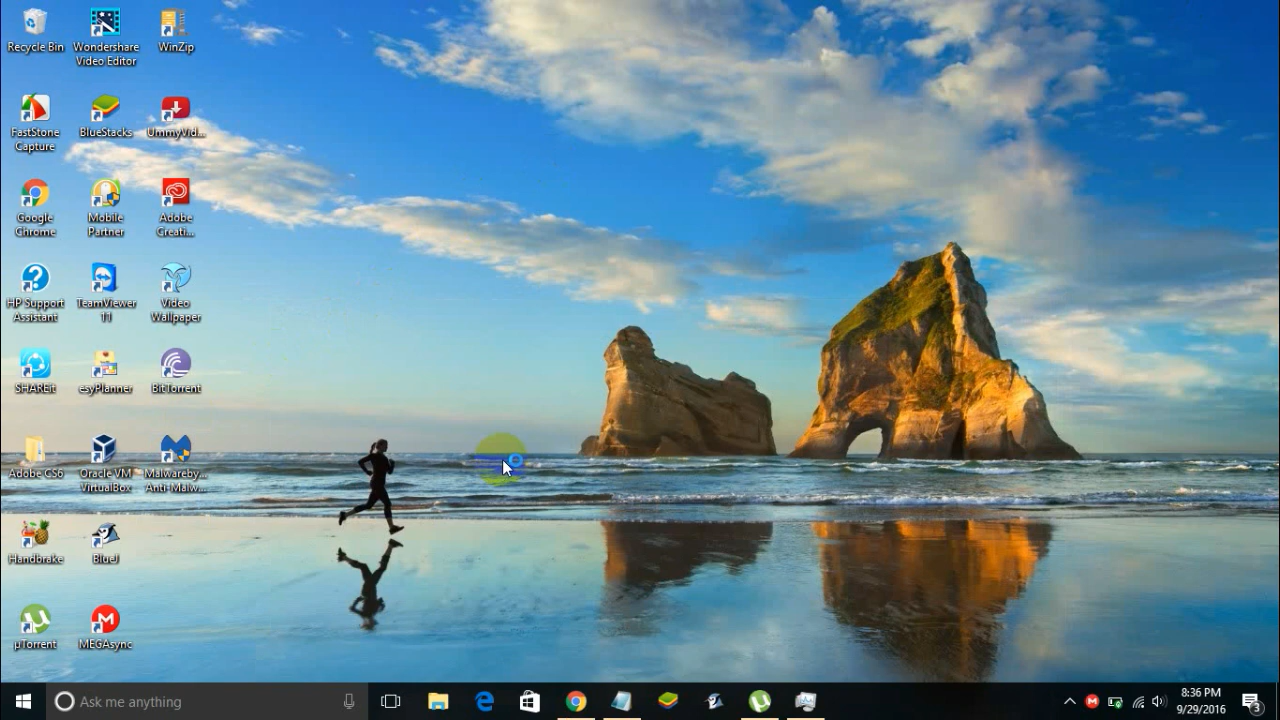 Recycle Bin
Wondershare
Video Editor
WinZip
FastStone
Capture
BlueStacks
UmmyVid...
Google
Chrome
Mobile
Partner
Adobe
Creati...
HP Support
Assistant
TeamViewer
11
Video
Wallpaper
SHAREit
esyPlanner
BitTorrent
Adobe CS6
Oracle VM
VirtualBox
Malwareby...
Anti-Malw...
Handbrake
BlueJ
µTorrent
MEGAsync
Ask me anything
8:36 PM
9/29/2016
3